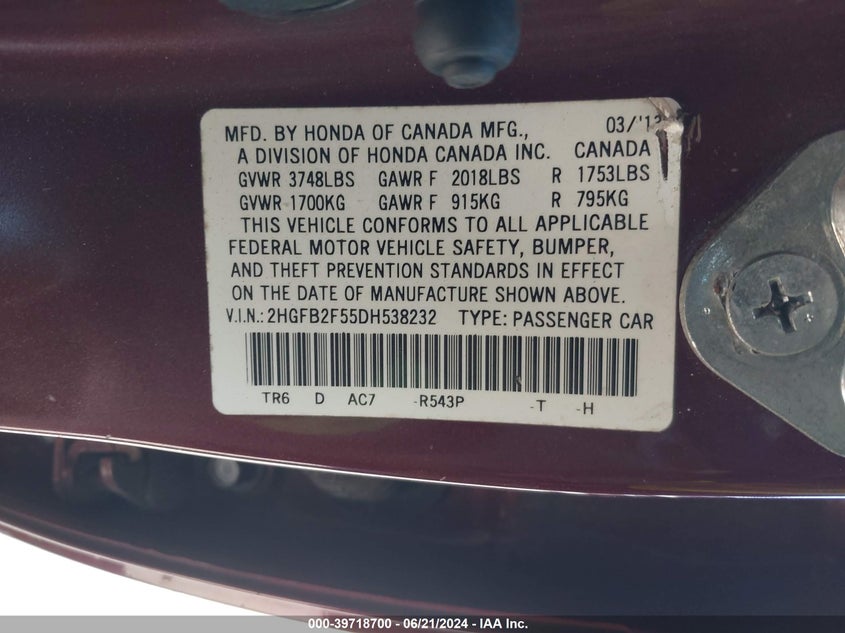 MFD. BY HONDA OF CANADA MFG., 03/'13
A DIVISION OF HONDA CANADA INC. CANADA
GVWR 3748LBS GAWR F 2018LBS R 1753LBS
GVWR 1700KG GAWR F 915KG R 795KG
THIS VEHICLE CONFORMS TO ALL APPLICABLE
FEDERAL MOTOR VEHICLE SAFETY, BUMPER,
AND THEFT PREVENTION STANDARDS IN EFFECT
ON THE DATE OF MANUFACTURE SHOWN ABOVE.
V.I.N.: 2HGFB2F55DH538232 TYPE: PASSENGER CAR
TR6 D AC7 -R543P -T -H
000-39718700 - 06/21/2024 - IAA Inc.